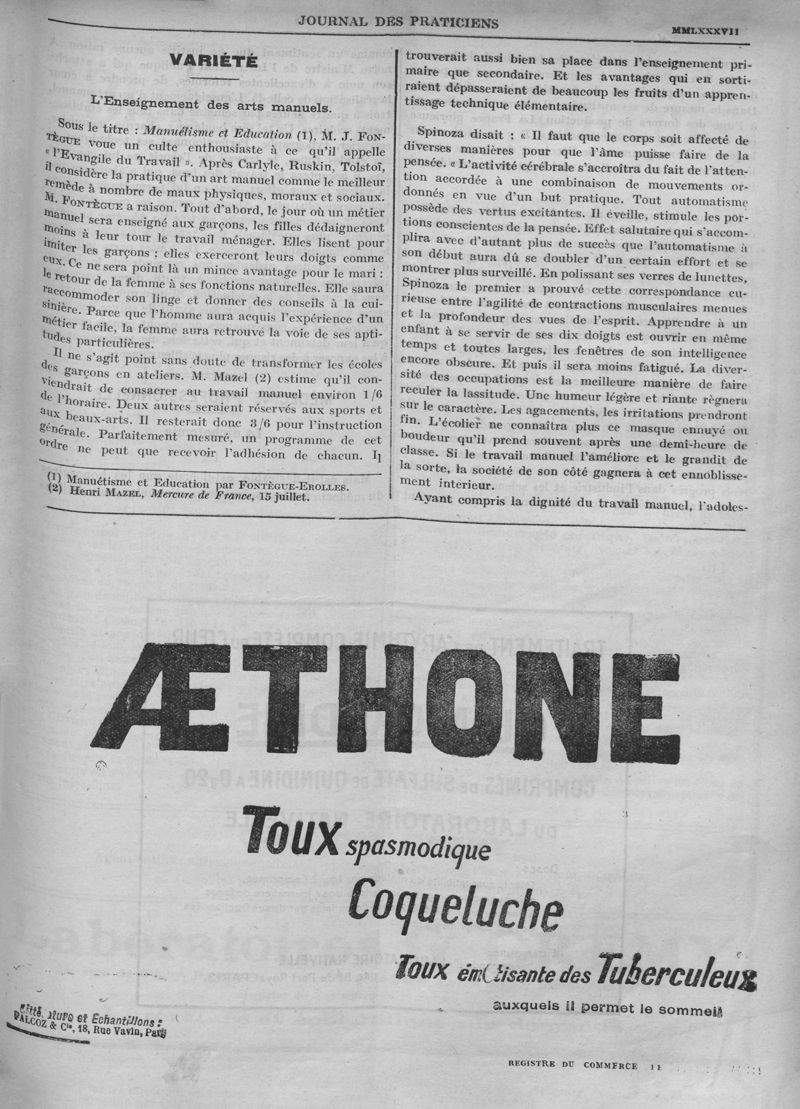 JOURNAL DES PRATICIENS
MMLXXXVII
VARIÉTÉ
L'Enseignement des arts manuels.
Sous le titre : Manuélisme et Education (1), M. J. FON-
TÈGUE voue un culte enthousiaste à ce qu'il appelle
« l'Evangile du Travail ». Après Carlyle, Ruskin, Tolstoï,
il considère la pratique d'un art manuel comme le meilleur
remède à nombre de maux physiques, moraux et sociaux.
M. FONTÈGUE a raison. Tout d'abord, le jour où un métier
manuel sera enseigné aux garçons, les filles dédaigneront
moins à leur tour le travail ménager. Elles lisent pour
imiter les garçons ; elles exerceront leurs doigts comme
eux. Ce ne sera point là un mince avantage pour le mari :
le retour de la femme à ses fonctions naturelles. Elle saura
raccommoder son linge et donner des conseils à la cui-
sinière. Parce que l'homme aura acquis l'expérience d'un
métier facile, la femme aura retrouvé la voie de ses apti-
tudes particulières.
Il ne s'agit point sans doute de transformer les écoles
des garçons en ateliers. M. Mazel (2) estime qu'il con-
viendrait de consacrer au travail manuel environ 1/6
de l'horaire. Deux autres seraient réservés aux sports et
aux beaux-arts. Il resterait donc 3/6 pour l'instruction
générale. Parfaitement mesuré, un programme de cet
ordre ne peut que recevoir l'adhésion de chacun. Il
(1) Manuétisme et Education par FONTÈGUE-EROLLES.
(2) Henri MAZEL, Mercure de France, 15 juillet.
trouverait aussi bien sa place dans l'enseignement pri-
maire que secondaire. Et les avantages qui en sorti-
raient dépasseraient de beaucoup les fruits d'un appren-
tissage technique élémentaire.
Spinoza disait : « Il faut que le corps soit affecté de
diverses manières pour que l'âme puisse faire de la
pensée. « L'activité cérébrale s'accroîtra du fait de l'atten-
tion accordée à une combinaison de mouvements or-
donnés en vue d'un but pratique. Tout automatisme
possède des vertus excitantes. Il éveille, stimule les por-
tions conscientes de la pensée. Effet salutaire qui s'accom-
plira avec d'autant plus de succès que l'automatisme à
son début aura dû se doubler d'un certain effort et se
montrer plus surveillé. En polissant ses verres de lunettes,
Spinoza le premier a prouvé cette correspondance cu-
rieuse entre l'agilité de contractions musculaires menues
et la profondeur des vues de l'esprit. Apprendre à un
enfant à se servir de ses dix doigts est ouvrir en même
temps et toutes larges, les fenêtres de son intelligence
encore obscure. Et puis il sera moins fatigué. La diver-
sité des occupations est la meilleure manière de faire
reculer la lassitude. Une humeur légère et riante règnera
sur le caractère. Les agacements, les irritations prendront
fin. L'écolier ne connaîtra plus ce masque ennuyé ou
boudeur qu'il prend souvent après une demi-heure de
classe. Si le travail manuel l'améliore et le grandit de
la sorte, la société de son côté gagnera à cet ennoblisse-
ment intérieur.
Ayant compris la dignité du travail manuel, l'adoles-
ÆTHONE
Toux spasmodique
Coqueluche
Toux émétisante des Tuberculeux
auxquels il permet le sommeil
et Echantillons :
FALCOZ & Cie, 18, Rue Vavin, Paris
REGISTRE DU COMMERCE